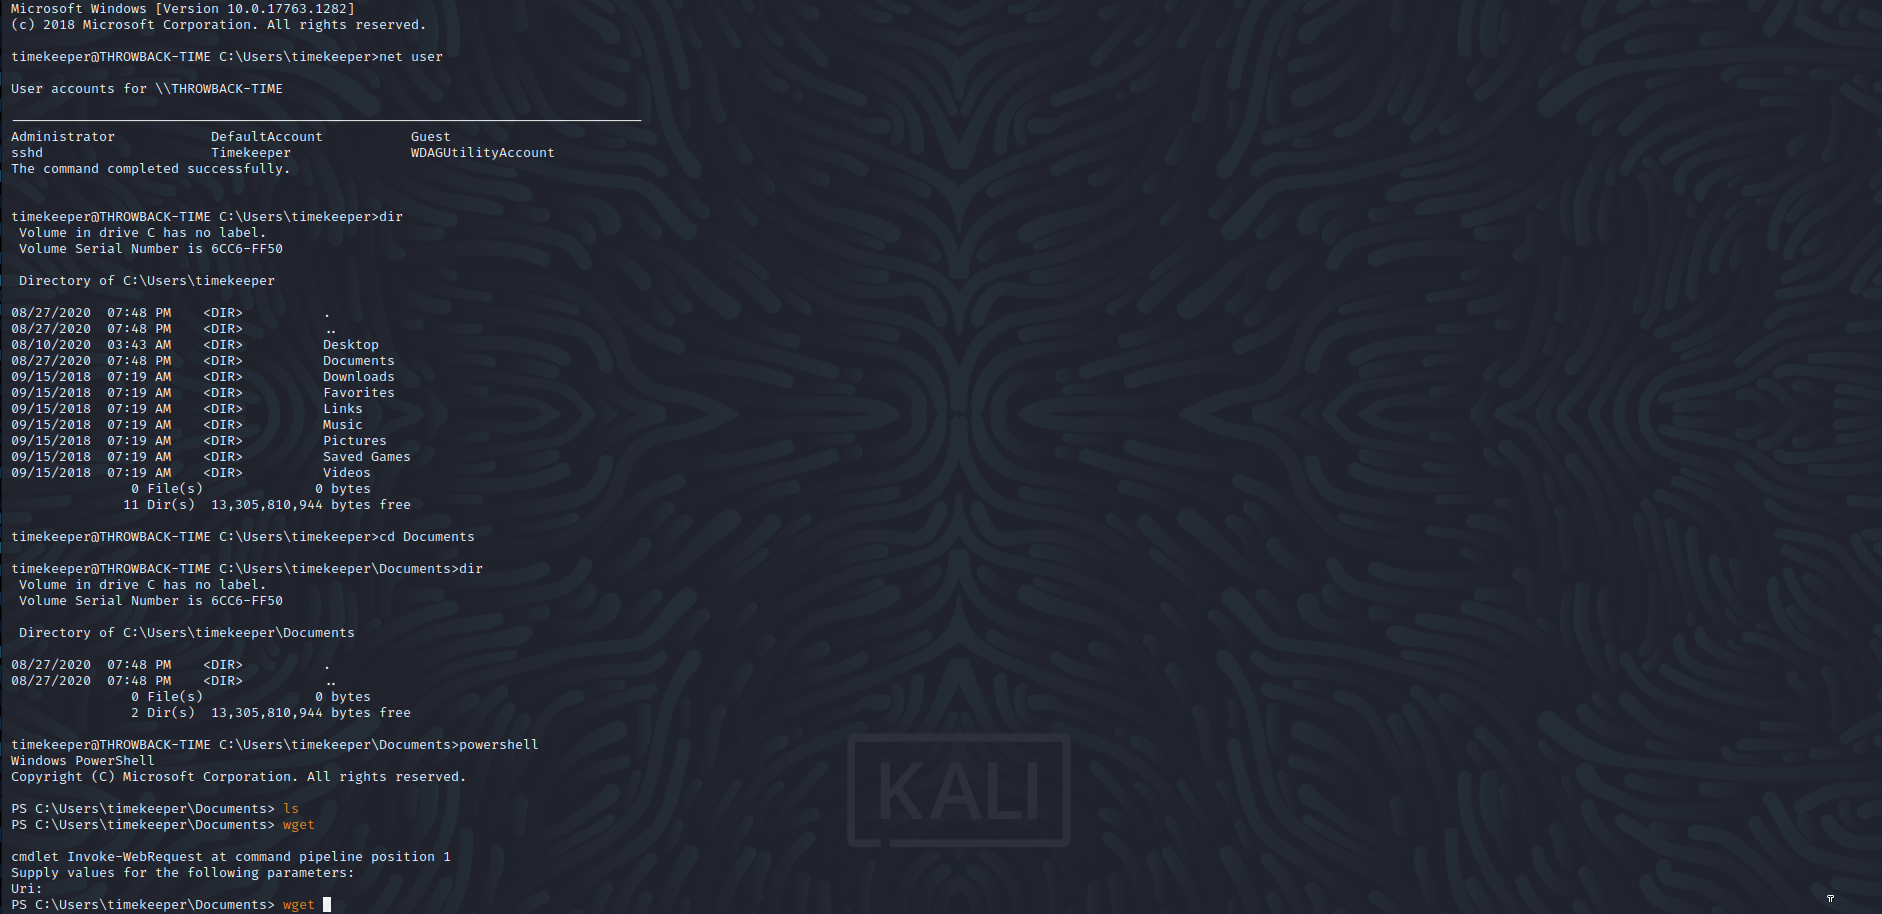 Microsoft Windows [Version 10.0.17763.1282]
(c) 2018 Microsoft Corporation. All rights reserved.
timekeeper@THROWBACK-TIME C:\Users\timekeeper>net user
User accounts for \\THROWBACK-TIME
Administrator            DefaultAccount           Guest
sshd                     Timekeeper               WDAGUtilityAccount
The command completed successfully.
timekeeper@THROWBACK-TIME C:\Users\timekeeper>dir
 Volume in drive C has no label.
 Volume Serial Number is 6CC6-FF50
 Directory of C:\Users\timekeeper
08/27/2020  07:48 PM    <DIR>          .
08/27/2020  07:48 PM    <DIR>          ..
08/10/2020  03:43 AM    <DIR>          Desktop
08/27/2020  07:48 PM    <DIR>          Documents
09/15/2018  07:19 AM    <DIR>          Downloads
09/15/2018  07:19 AM    <DIR>          Favorites
09/15/2018  07:19 AM    <DIR>          Links
09/15/2018  07:19 AM    <DIR>          Music
09/15/2018  07:19 AM    <DIR>          Pictures
09/15/2018  07:19 AM    <DIR>          Saved Games
09/15/2018  07:19 AM    <DIR>          Videos
               0 File(s)              0 bytes
              11 Dir(s)  13,305,810,944 bytes free
timekeeper@THROWBACK-TIME C:\Users\timekeeper>cd Documents
timekeeper@THROWBACK-TIME C:\Users\timekeeper\Documents>dir
 Volume in drive C has no label.
 Volume Serial Number is 6CC6-FF50
 Directory of C:\Users\timekeeper\Documents
08/27/2020  07:48 PM    <DIR>          .
08/27/2020  07:48 PM    <DIR>          ..
               0 File(s)              0 bytes
               2 Dir(s)  13,305,810,944 bytes free
timekeeper@THROWBACK-TIME C:\Users\timekeeper\Documents>powershell
Windows PowerShell
Copyright (C) Microsoft Corporation. All rights reserved.
PS C:\Users\timekeeper\Documents> ls
PS C:\Users\timekeeper\Documents> wget
cmdlet Invoke-WebRequest at command pipeline position 1
Supply values for the following parameters:
Uri:
PS C:\Users\timekeeper\Documents> wget
KALI